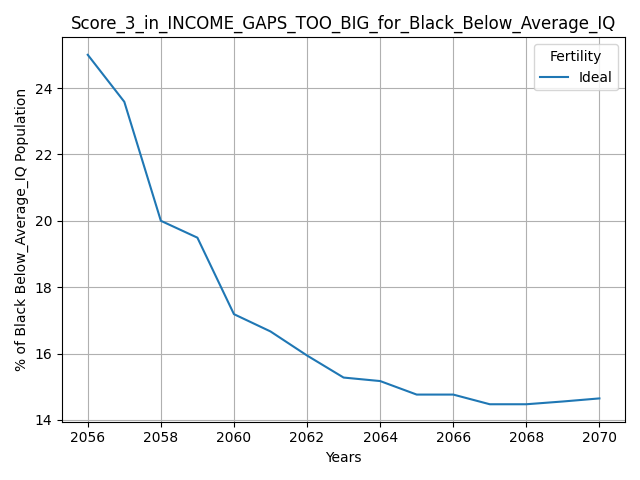 Score_3_in_INCOME_GAPS_TOO_BIG_for_Black_Below_Average_IQ
Fertility
Ideal
% of Black Below_Average_IQ Population
24
22
20
18
16
14
2056 2058 2060 2062 2064 2066 2068 2070
Years